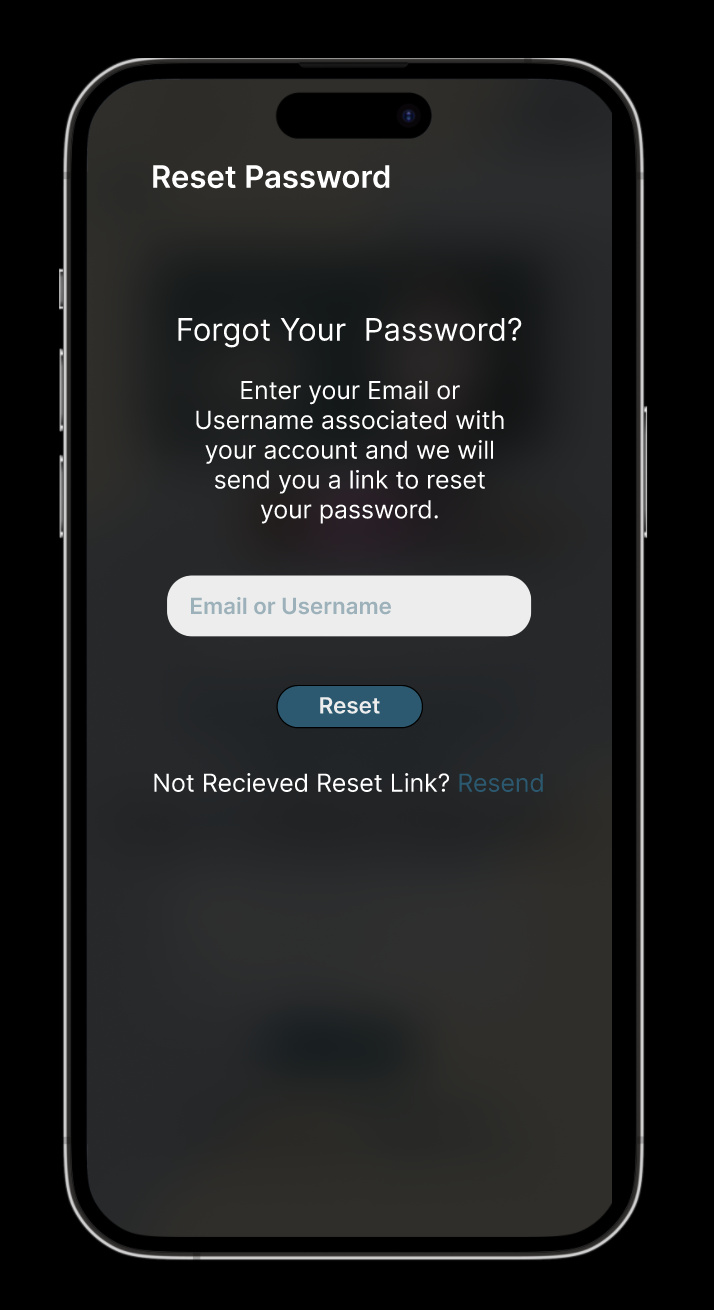 Reset Password
Forgot Your  Password?
Enter your Email or
Username associated with
your account and we will
send you a link to reset
your password.
Email or Username
Reset
Not Recieved Reset Link? Resend